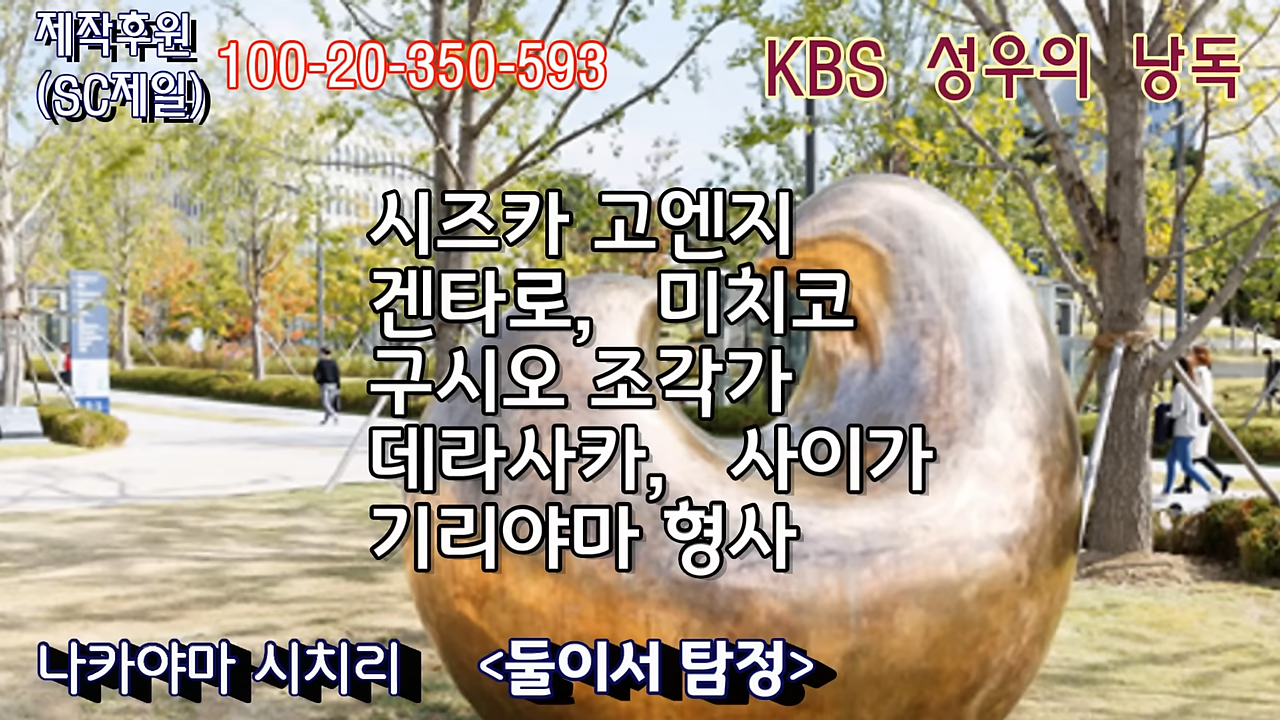 제작후원
(SC제일)
100-20-350-593
KBS 성우의 낭독
시즈카 고엔지
겐타로, 미치코
구시오 조각가
데라사카, 사이가
기리야마 형사
나카야마 시치리 <둘이서 탐정>